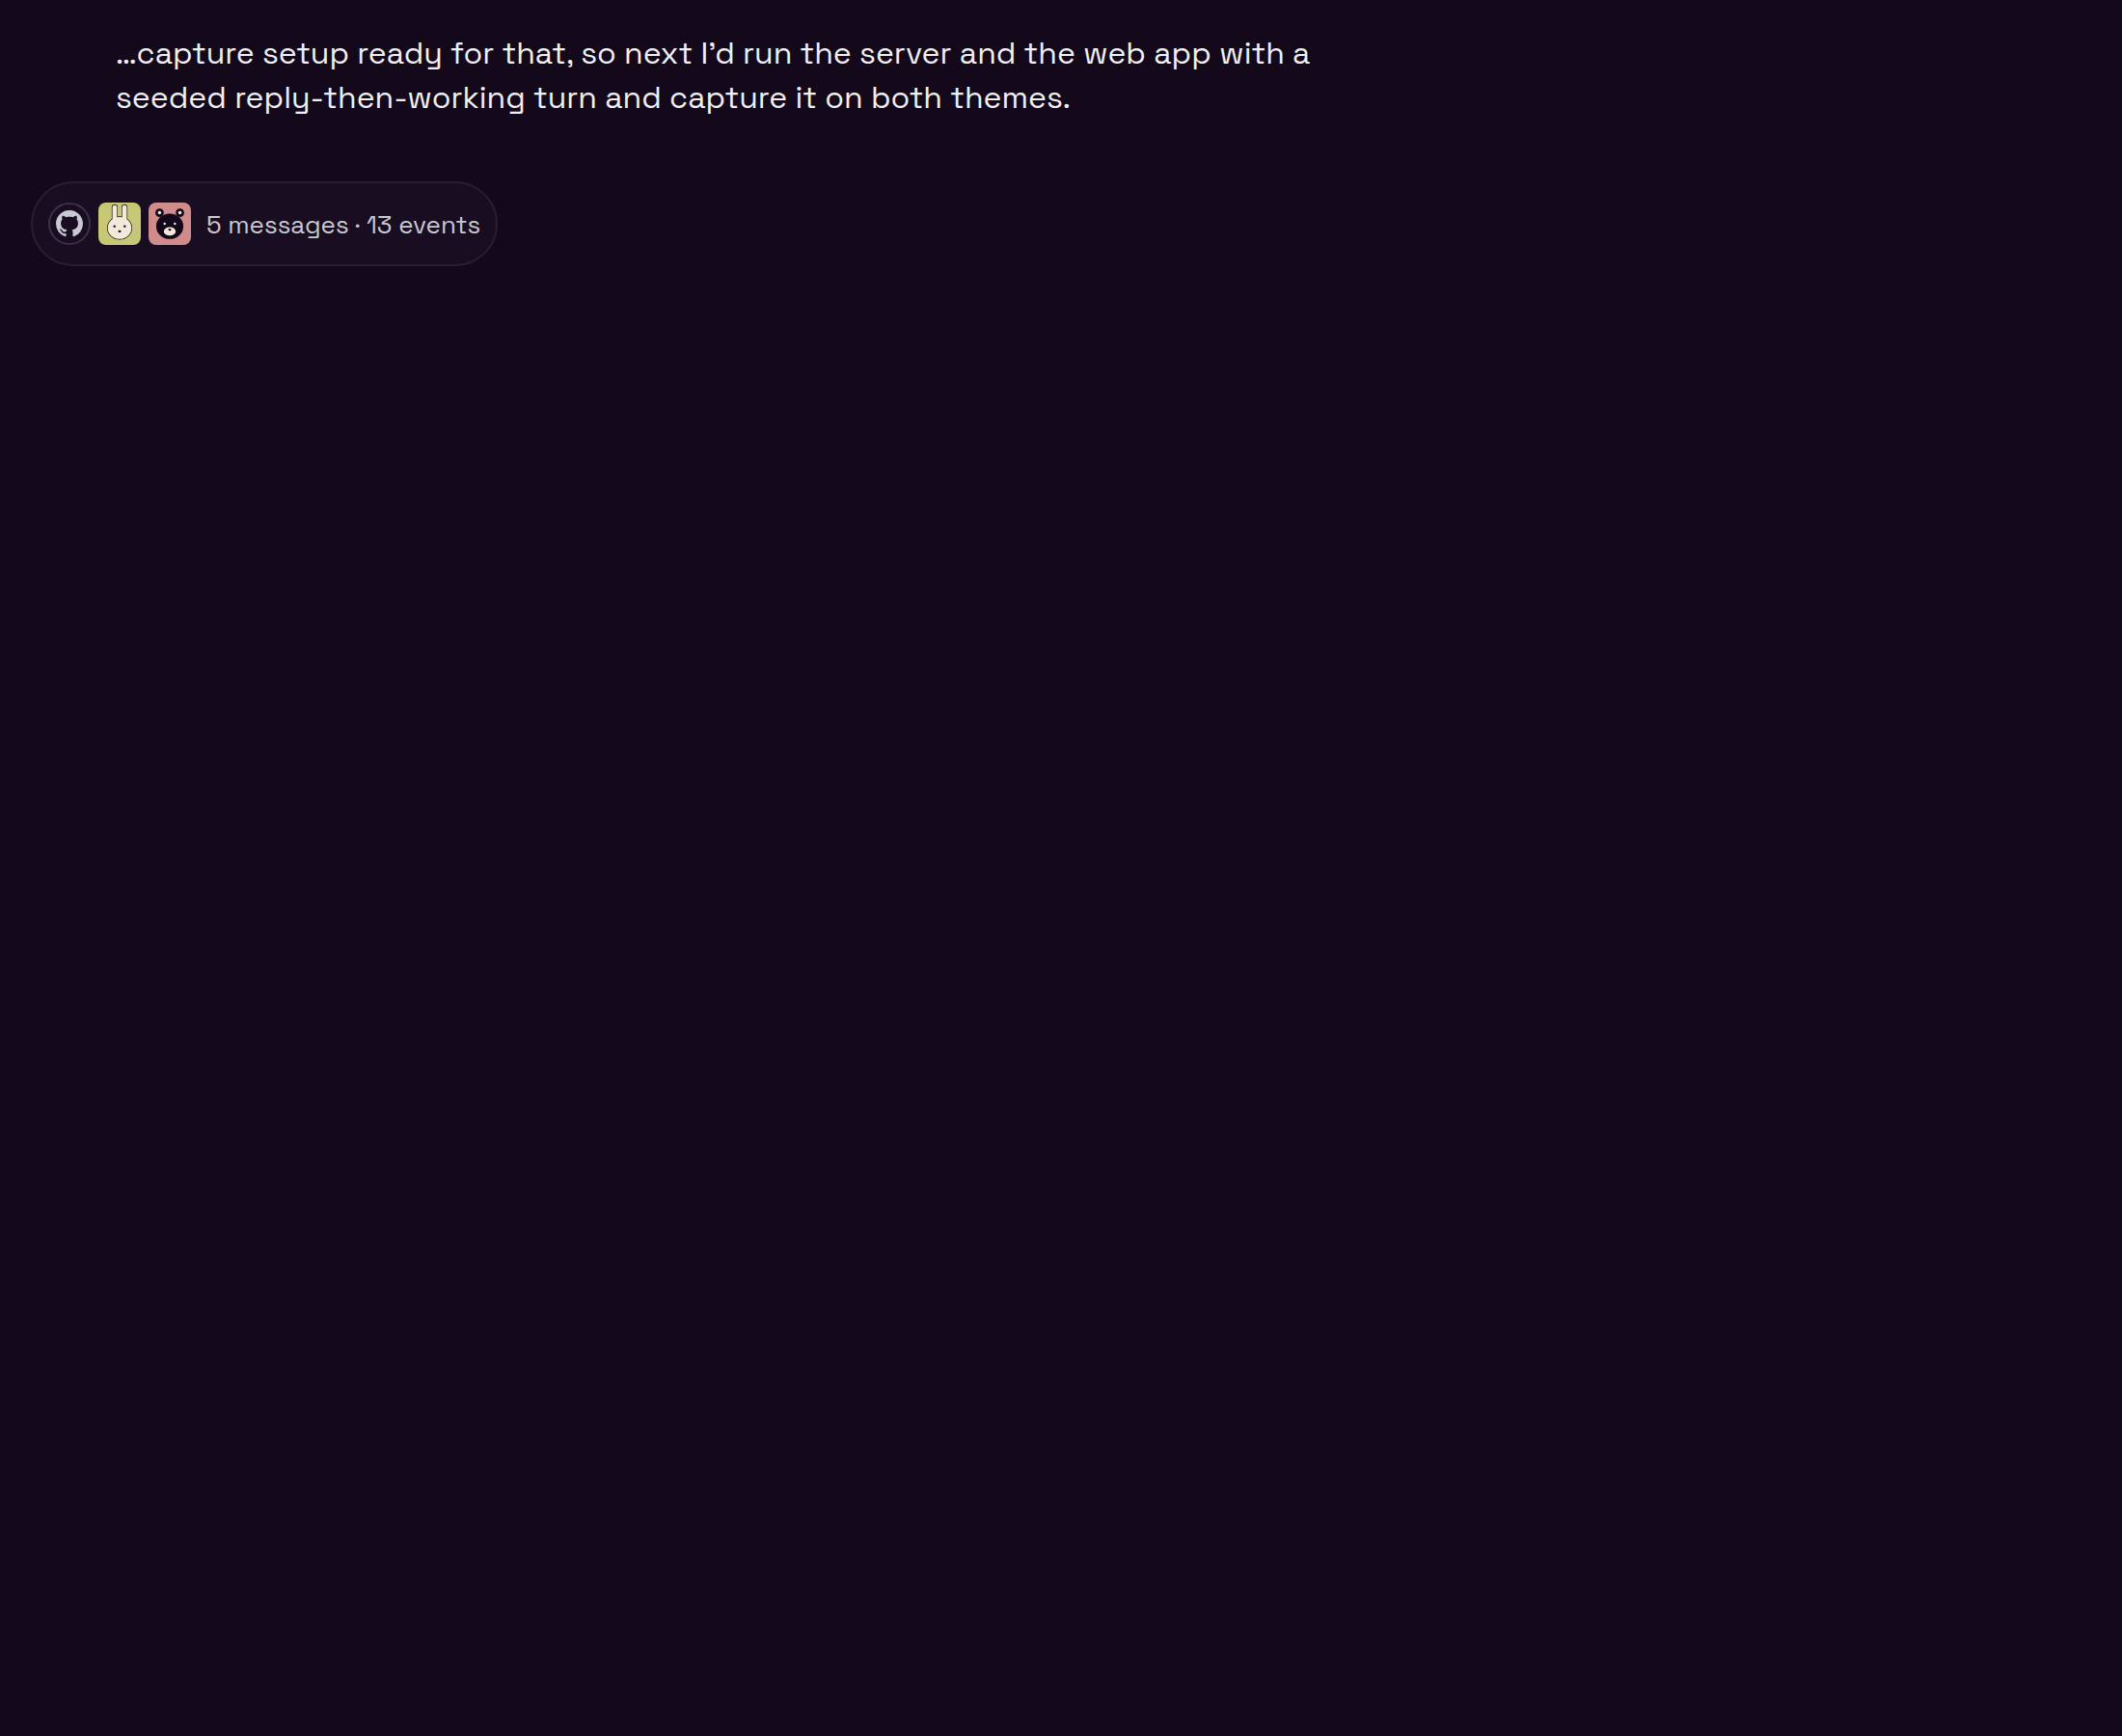 …capture setup ready for that, so next I’d run the server and the web app with a
seeded reply-then-working turn and capture it on both themes.
5 messages · 13 events